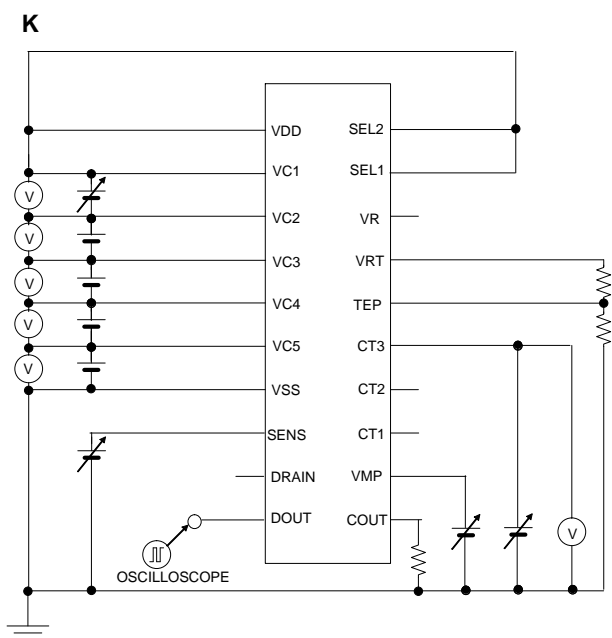 K
VDD SEL2
VC1 SEL1
V
VC2 VR
V
VC3 VRT
V
VC4 TEP
V
VC5 CT3
V
VSS CT2
SENS CT1
DRAIN VMP
DOUT COUT
V
OSCILLOSCOPE